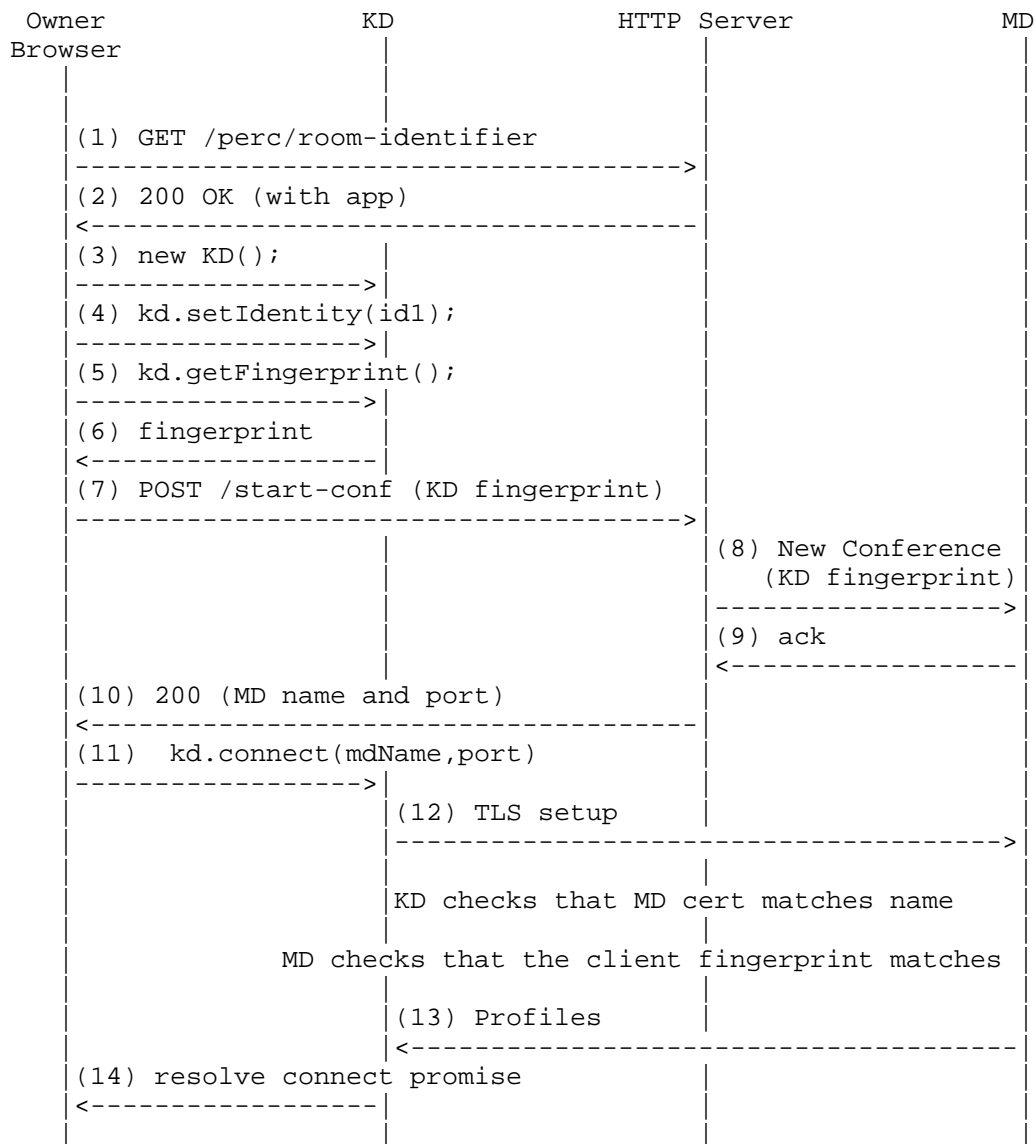 Owner KD HTTP Server MD
Browser
(1) GET /perc/room-identifier
(2) 200 OK (with app)
(3) new KD();
(4) kd.setIdentity(id1);
(5) kd.getFingerprint();
(6) fingerprint
(7) POST /start-conf (KD fingerprint)
(8) New Conference
(KD fingerprint)
(9) ack
(10) 200 (MD name and port)
(11)  kd.connect(mdName,port)
(12) TLS setup
KD checks that MD cert matches name
MD checks that the client fingerprint matches
(13) Profiles
(14) resolve connect promise